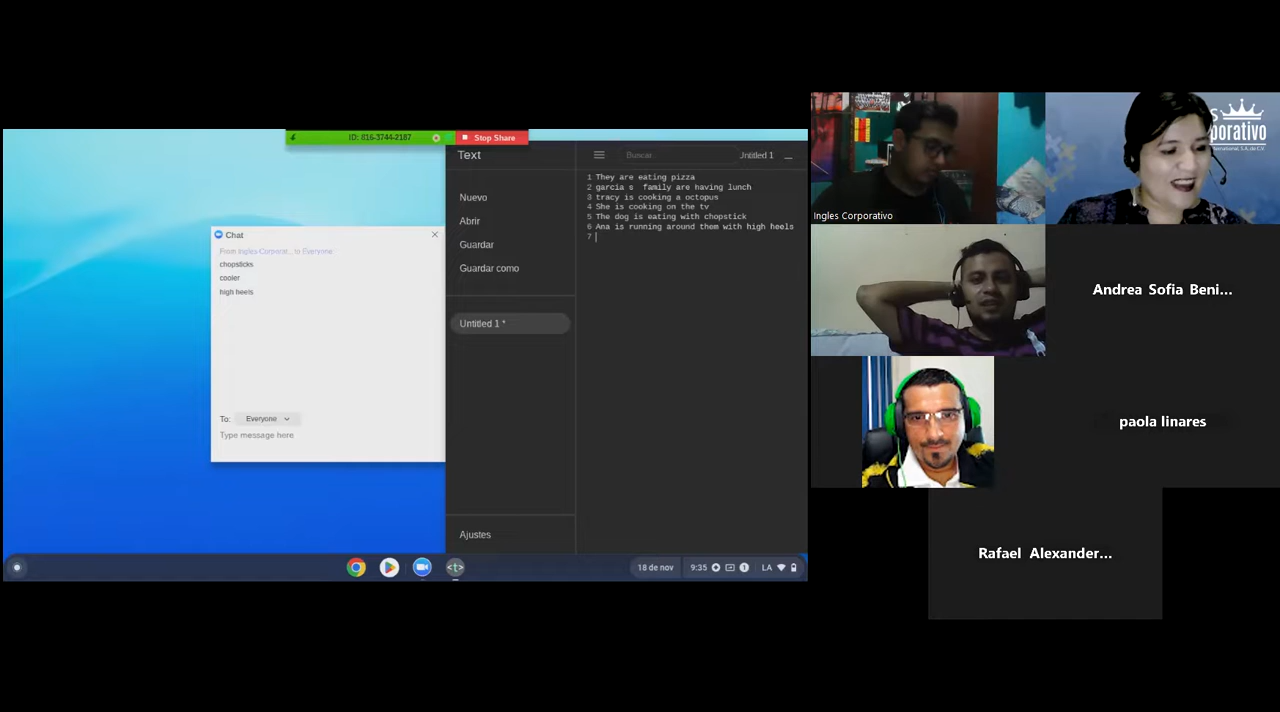 ID: 816-3744-2187
Stop Share
Text
Buscar
Untitled 1
Nuevo
Abrir
Guardar
Guardar como
Untitled 1 *
Ajustes
1 They are eating pizza
2 garcia s  family are having lunch
3 tracy is cooking a octopus
4 She is cooking on the tv
5 The dog is eating with chopstick
6 Ana is running around them with high heels
7
Chat
From Ingles Corporat... to Everyone
chopsticks
cooler
high heels
To: Everyone
Type message here
18 de nov
9:35
LA
Ingles Corporativo
S
porativo
Andrea Sofia Beni...
paola linares
Rafael Alexander...